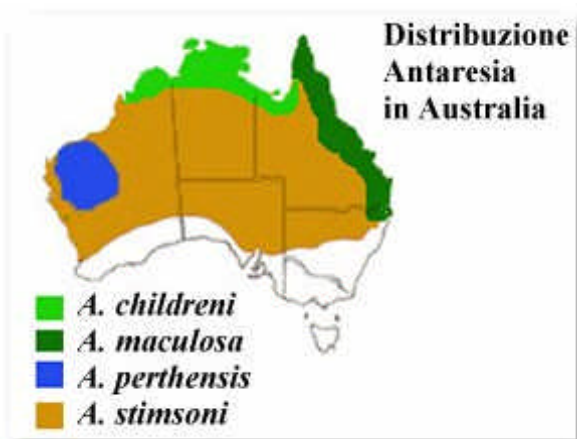 Distribuzione
Antaresia
in Australia
A. childreni
A. maculosa
A. perthensis
A. stimsoni